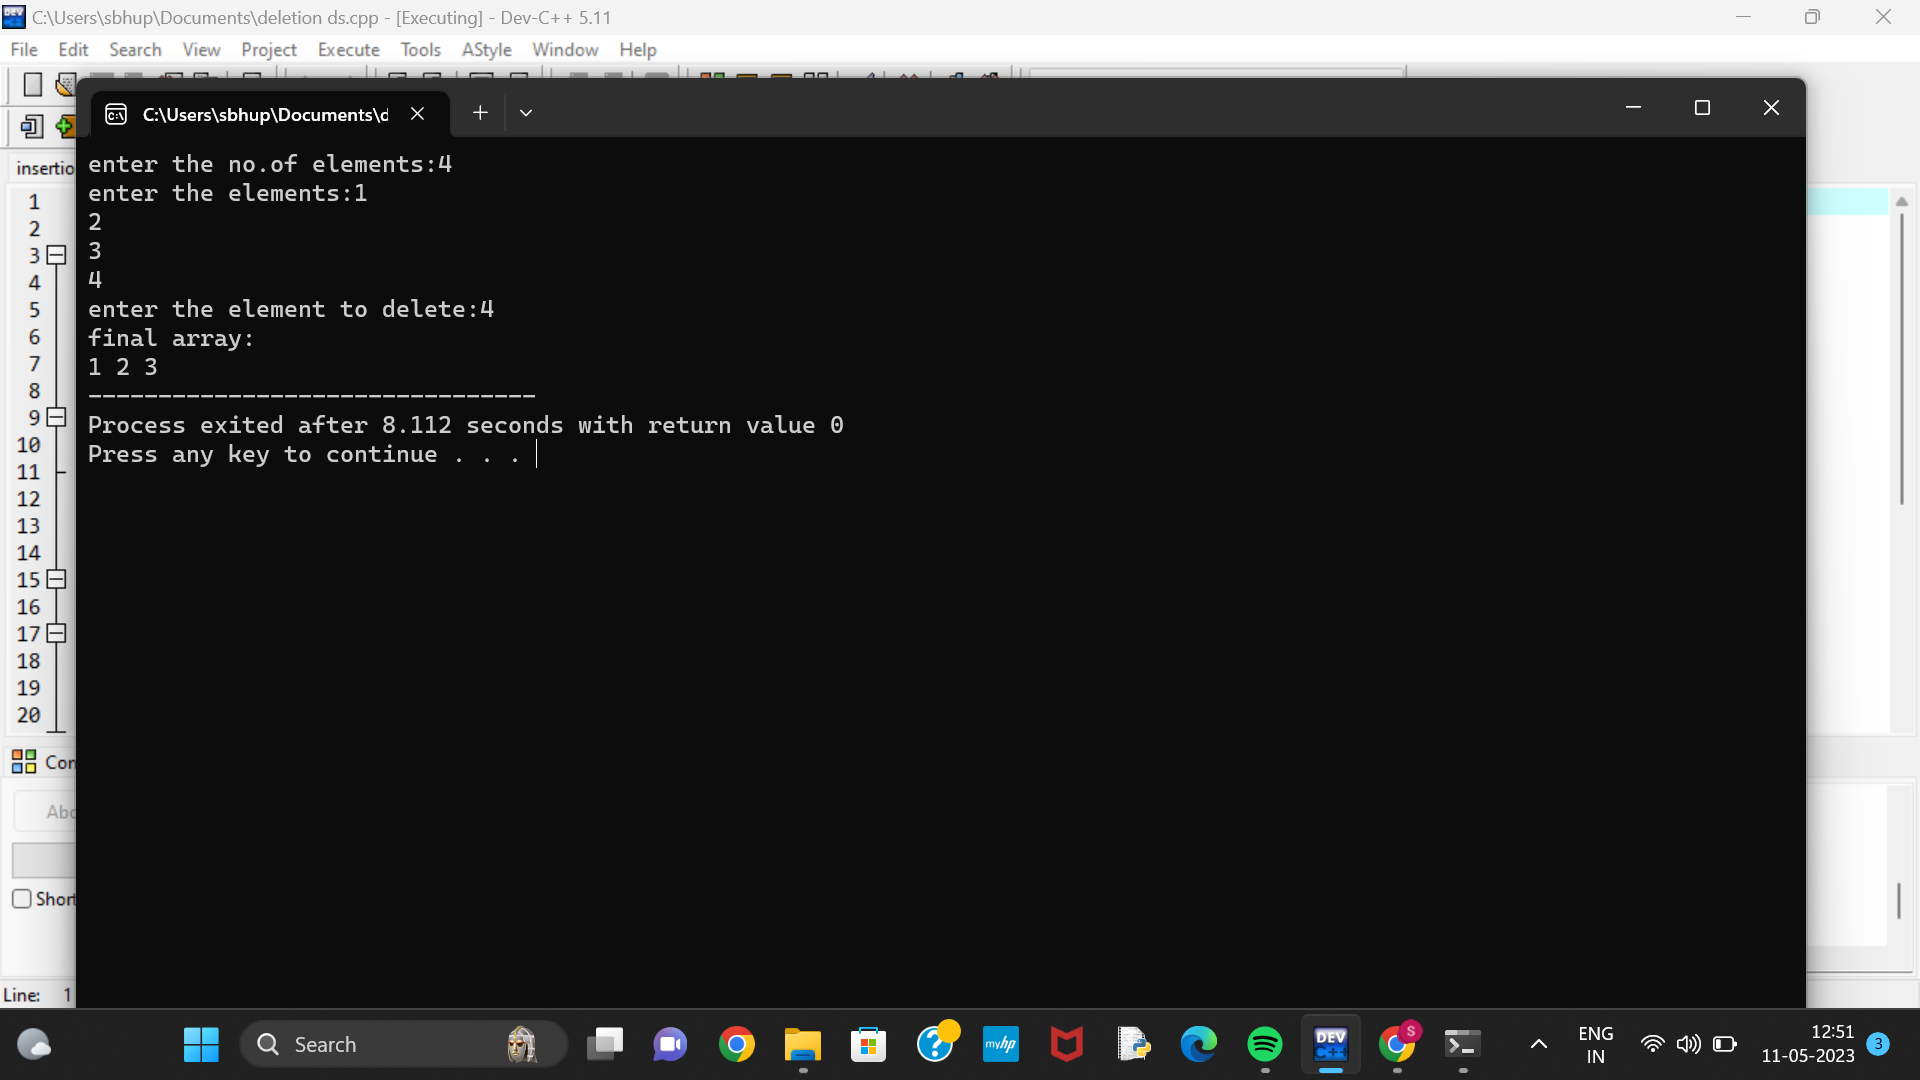 C:\Users\sbhup\Documents\deletion ds.cpp - [Executing] - Dev-C++ 5.11
File Edit Search View Project Execute Tools AStyle Window Help
C:\Users\sbhup\Documents\d
enter the no.of elements:4
enter the elements:1
2
3
4
enter the element to delete:4
final array:
1 2 3
--------------------------------
Process exited after 8.112 seconds with return value 0
Press any key to continue . . .
insertio
1
2
3
4
5
6
7
8
9
10
11
12
13
14
15
16
17
18
19
20
Con
Abo
Short
Line: 1
Search
myhp
DEV
C++
S
ENG
IN
12:51
11-05-2023
3